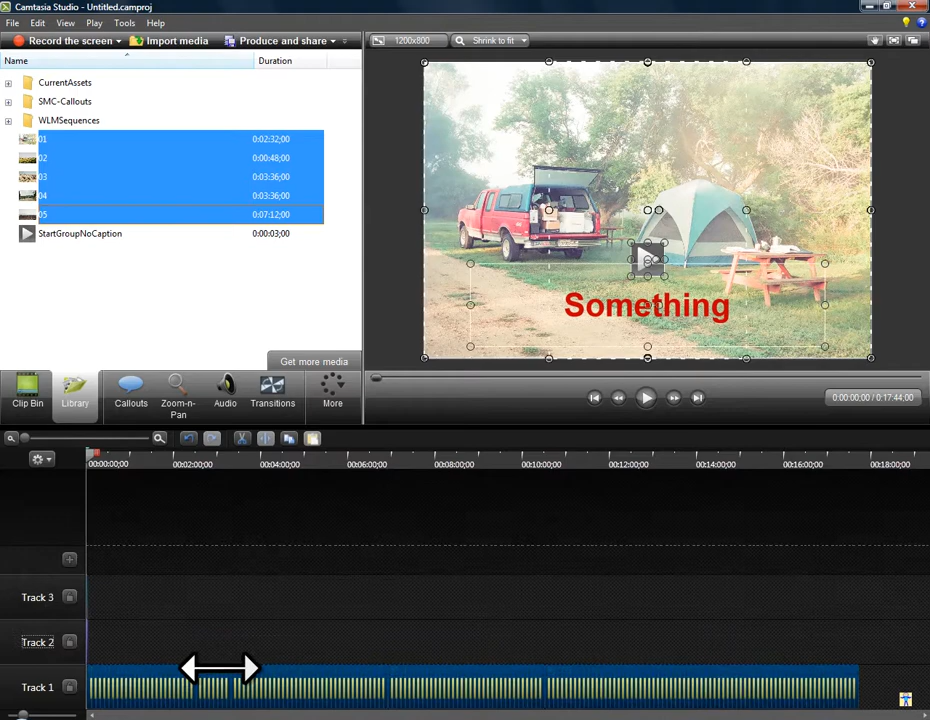 Camtasia Studio - Untitled.camproj
File Edit View Play Tools Help
Record the screen Import media Produce and share
1200x800 Shrink to fit
Name Duration
CurrentAssets
SMC-Callouts
WLMSequences
01 0:02:32;00
02 0:00:48;00
03 0:03:36;00
04 0:03:36;00
05 0:07:12;00
StartGroupNoCaption 0:00:03;00
Something
Get more media
Clip Bin Library Callouts Zoom-n-Pan Audio Transitions More
0:00:00;00 / 0:17:44;00
00:00:00;00 00:02:00;00 00:04:00;00 00:06:00;00 00:08:00;00 00:10:00;00 00:12:00;00 00:14:00;00 00:16:00;00 00:18:00;00
Track 3
Track 2
Track 1